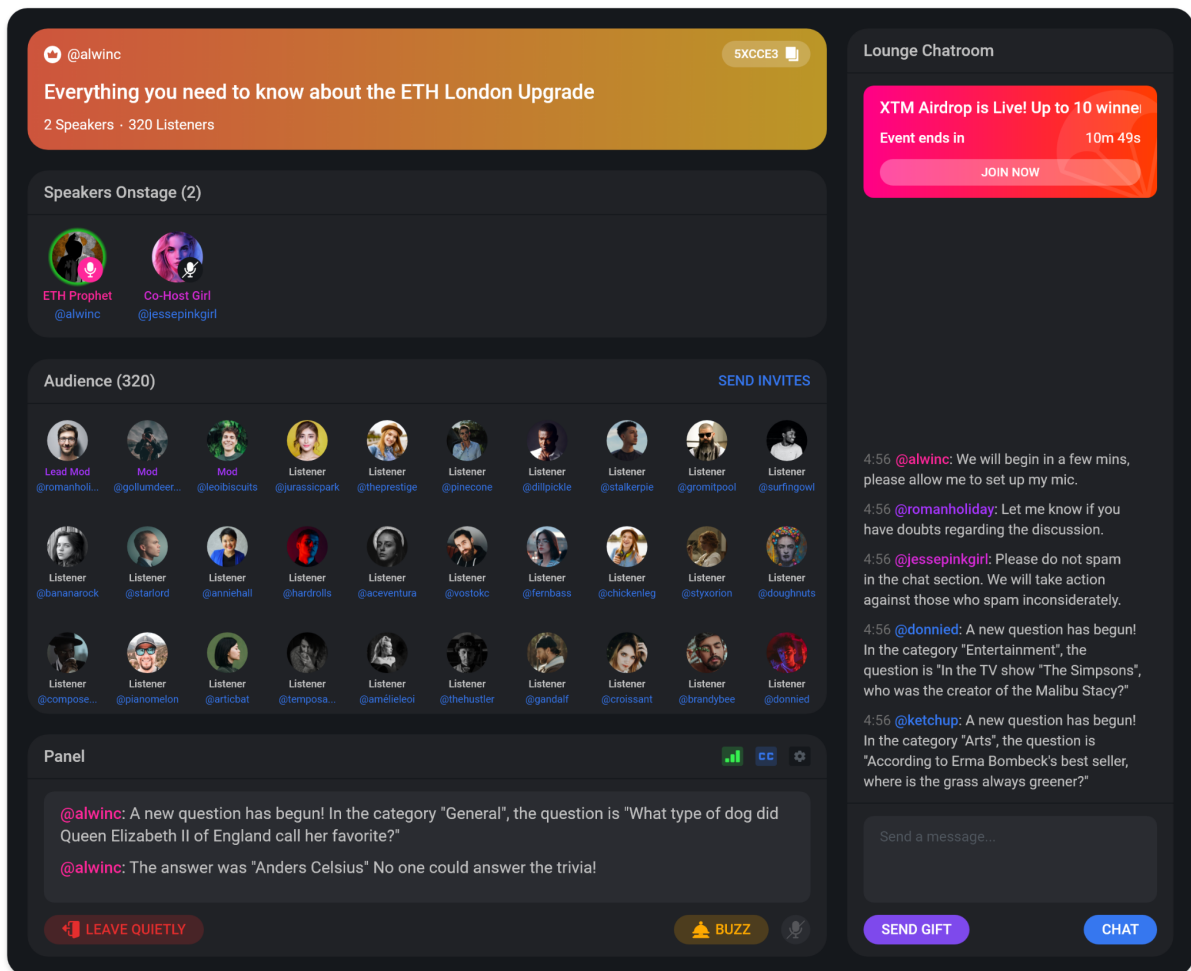 @alwinc
5XCCE3
Everything you need to know about the ETH London Upgrade
2 Speakers · 320 Listeners
Speakers Onstage (2)
ETH Prophet
@alwinc
Co-Host Girl
@jessepinkgirl
Audience (320)
SEND INVITES
Lead Mod Mod Mod Listener Listener Listener Listener Listener Listener Listener
@romanholi... @gollumdeer... @leoibiscuits @jurassicpark @theprestige @pinecone @dillpickle @stalkerpie @gromitpool @surfingowl
Listener Listener Listener Listener Listener Listener Listener Listener Listener Listener
@bananarock @starlord @anniehall @hardrolls @aceventura @vostokc @fernbass @chickenleg @styxorion @doughnuts
Listener Listener Listener Listener Listener Listener Listener Listener Listener Listener
@compose... @pianomelon @articbat @temposa... @amélieleoi @thehustler @gandalf @croissant @brandybee @donnied
Panel
CC
@alwinc: A new question has begun! In the category "General", the question is "What type of dog did
Queen Elizabeth II of England call her favorite?"
@alwinc: The answer was "Anders Celsius" No one could answer the trivia!
LEAVE QUIETLY
BUZZ
Lounge Chatroom
XTM Airdrop is Live! Up to 10 winne
Event ends in 10m 49s
JOIN NOW
4:56 @alwinc: We will begin in a few mins,
please allow me to set up my mic.
4:56 @romanholiday: Let me know if you
have doubts regarding the discussion.
4:56 @jessepinkgirl: Please do not spam
in the chat section. We will take action
against those who spam inconsiderately.
4:56 @donnied: A new question has begun!
In the category "Entertainment", the
question is "In the TV show "The Simpsons",
who was the creator of the Malibu Stacy?"
4:56 @ketchup: A new question has begun!
In the category "Arts", the question is
"According to Erma Bombeck's best seller,
where is the grass always greener?"
Send a message...
SEND GIFT
CHAT